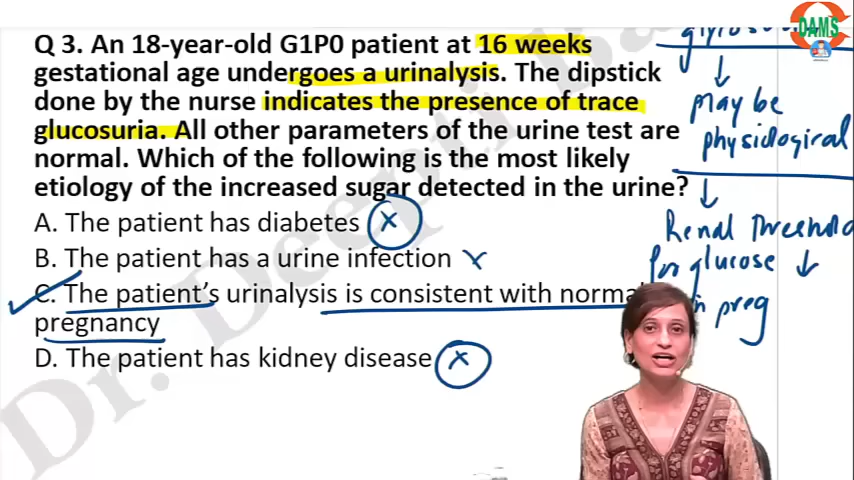 Q 3. An 18-year-old G1P0 patient at 16 weeks
gestational age undergoes a urinalysis. The dipstick
done by the nurse indicates the presence of trace
glucosuria. All other parameters of the urine test are
normal. Which of the following is the most likely
etiology of the increased sugar detected in the urine?
A. The patient has diabetes X
B. The patient has a urine infection X
C. The patient's urinalysis is consistent with norma
pregnancy
D. The patient has kidney disease X
DAMS
↓
may be
physiological
↓
Renal Threshold
for glucose ↓
preg
Dr. Deepti Ba